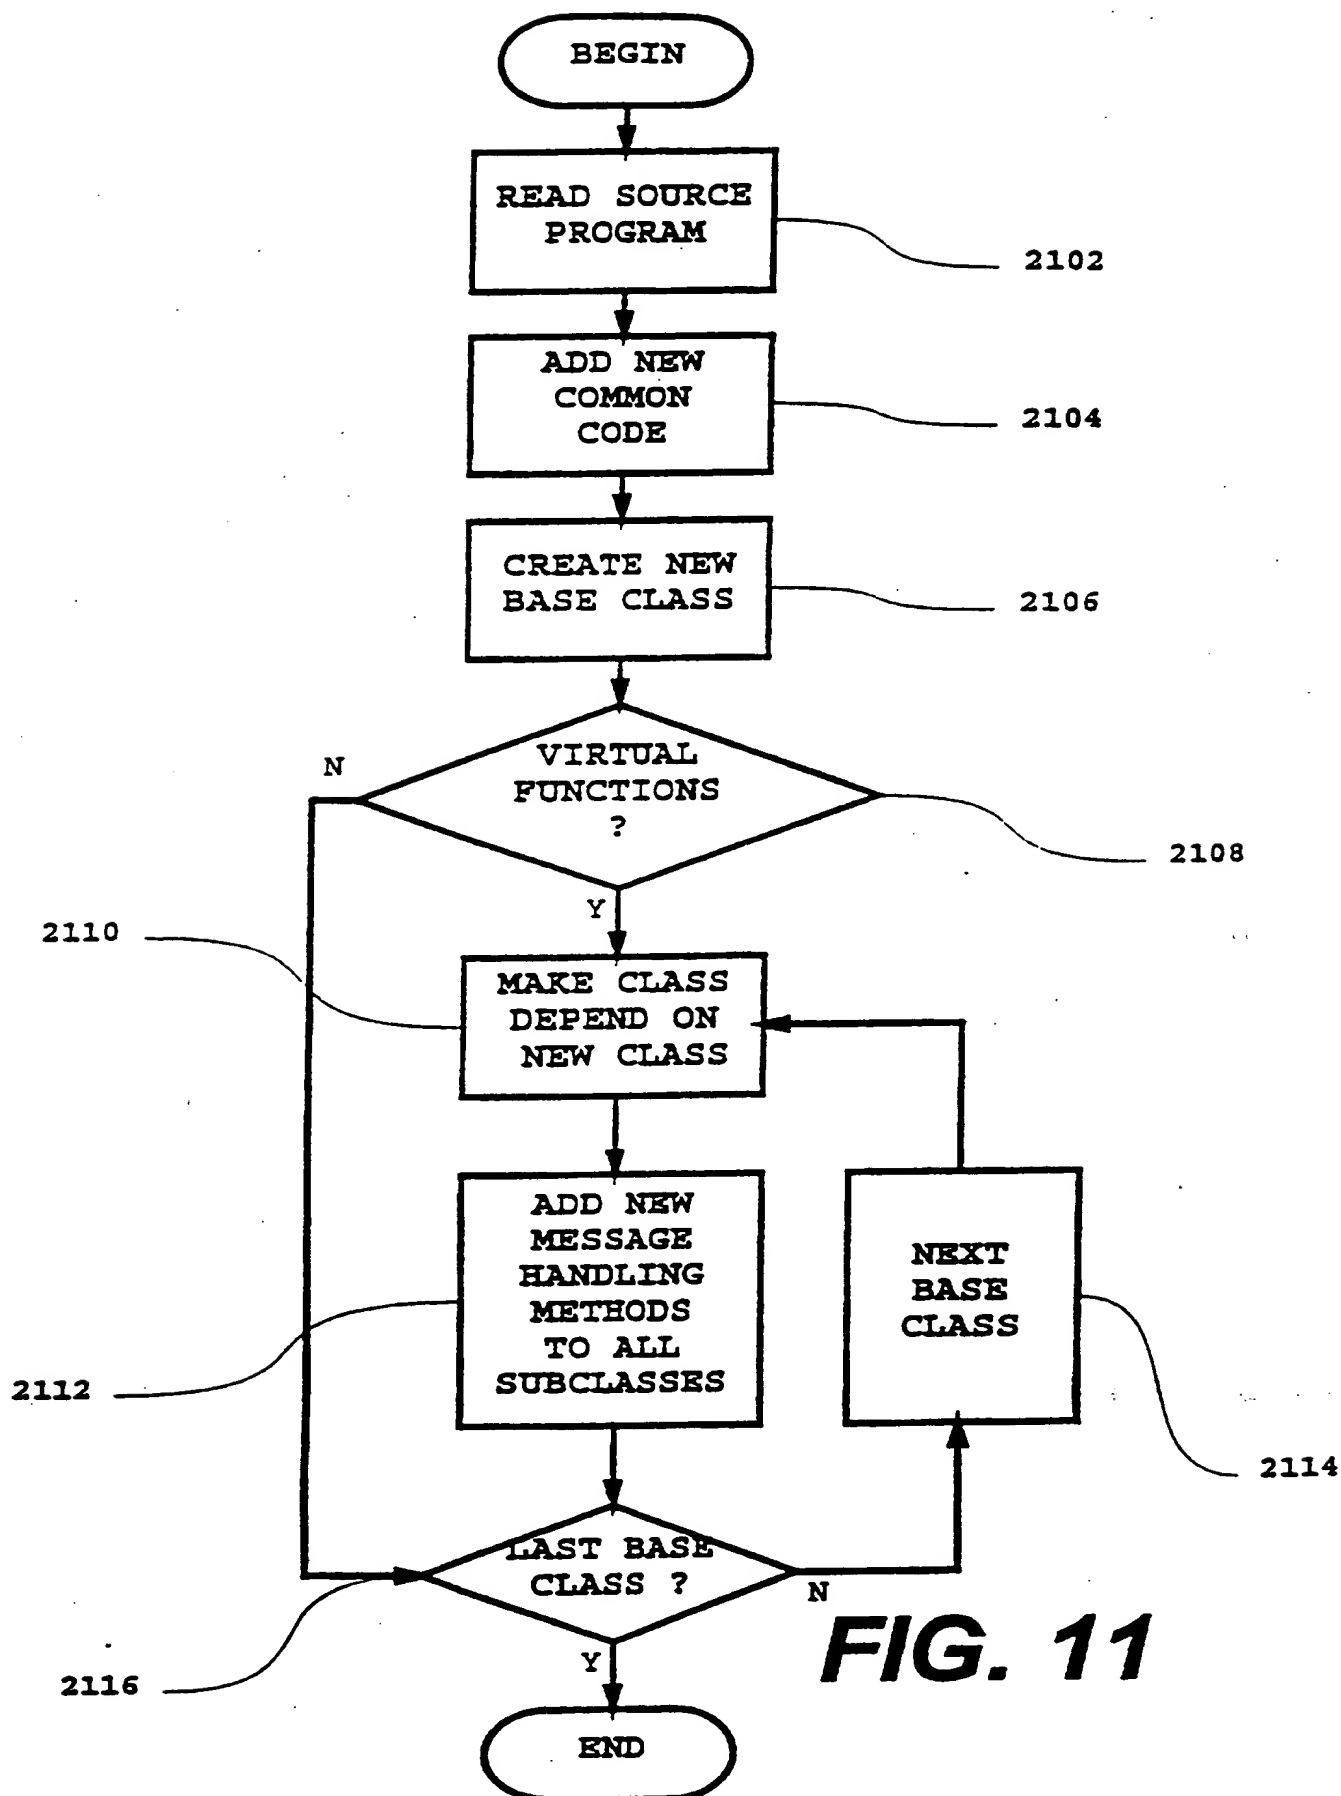 BEGIN
READ SOURCE
PROGRAM
2102
ADD NEW
COMMON
CODE
2104
CREATE NEW
BASE CLASS
2106
N
VIRTUAL
FUNCTIONS
?
2108
Y
2110
MAKE CLASS
DEPEND ON
NEW CLASS
ADD NEW
MESSAGE
HANDLING
METHODS
TO ALL
SUBCLASSES
2112
NEXT
BASE
CLASS
2114
LAST BASE
CLASS ?
N
2116
Y
FIG. 11
END